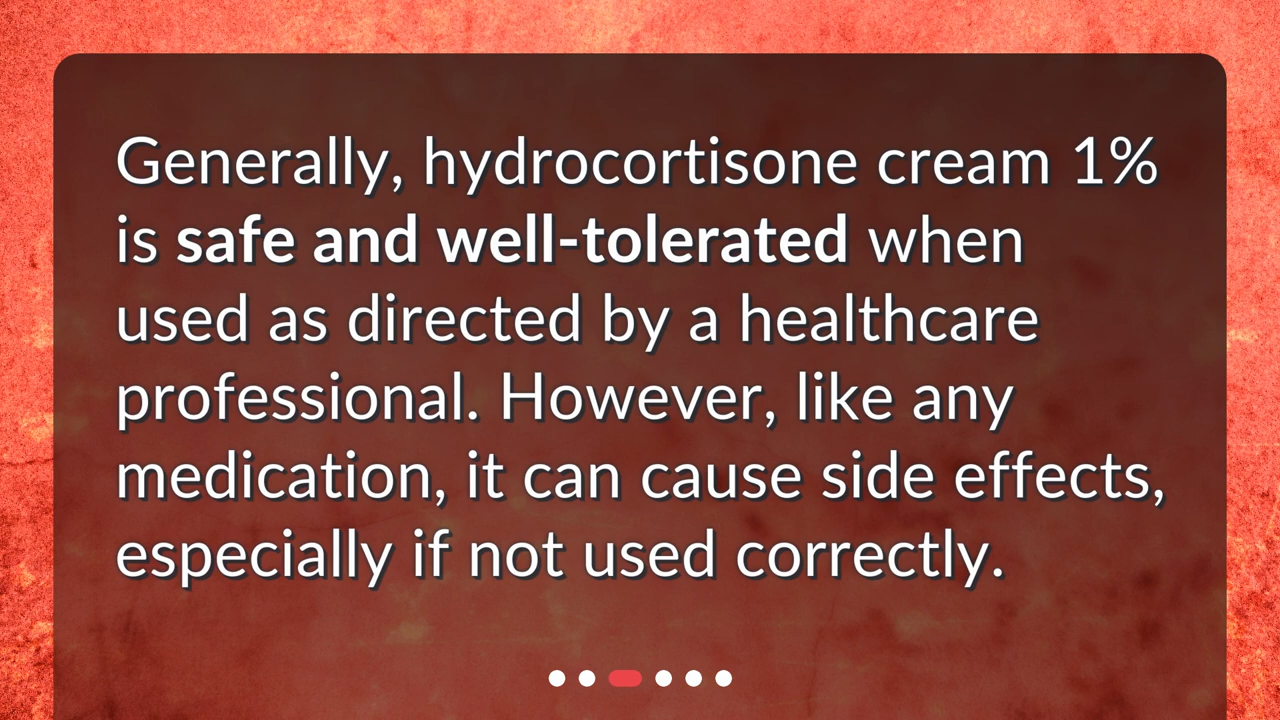 Generally, hydrocortisone cream 1%
is safe and well-tolerated when
used as directed by a healthcare
professional. However, like any
medication, it can cause side effects,
especially if not used correctly.